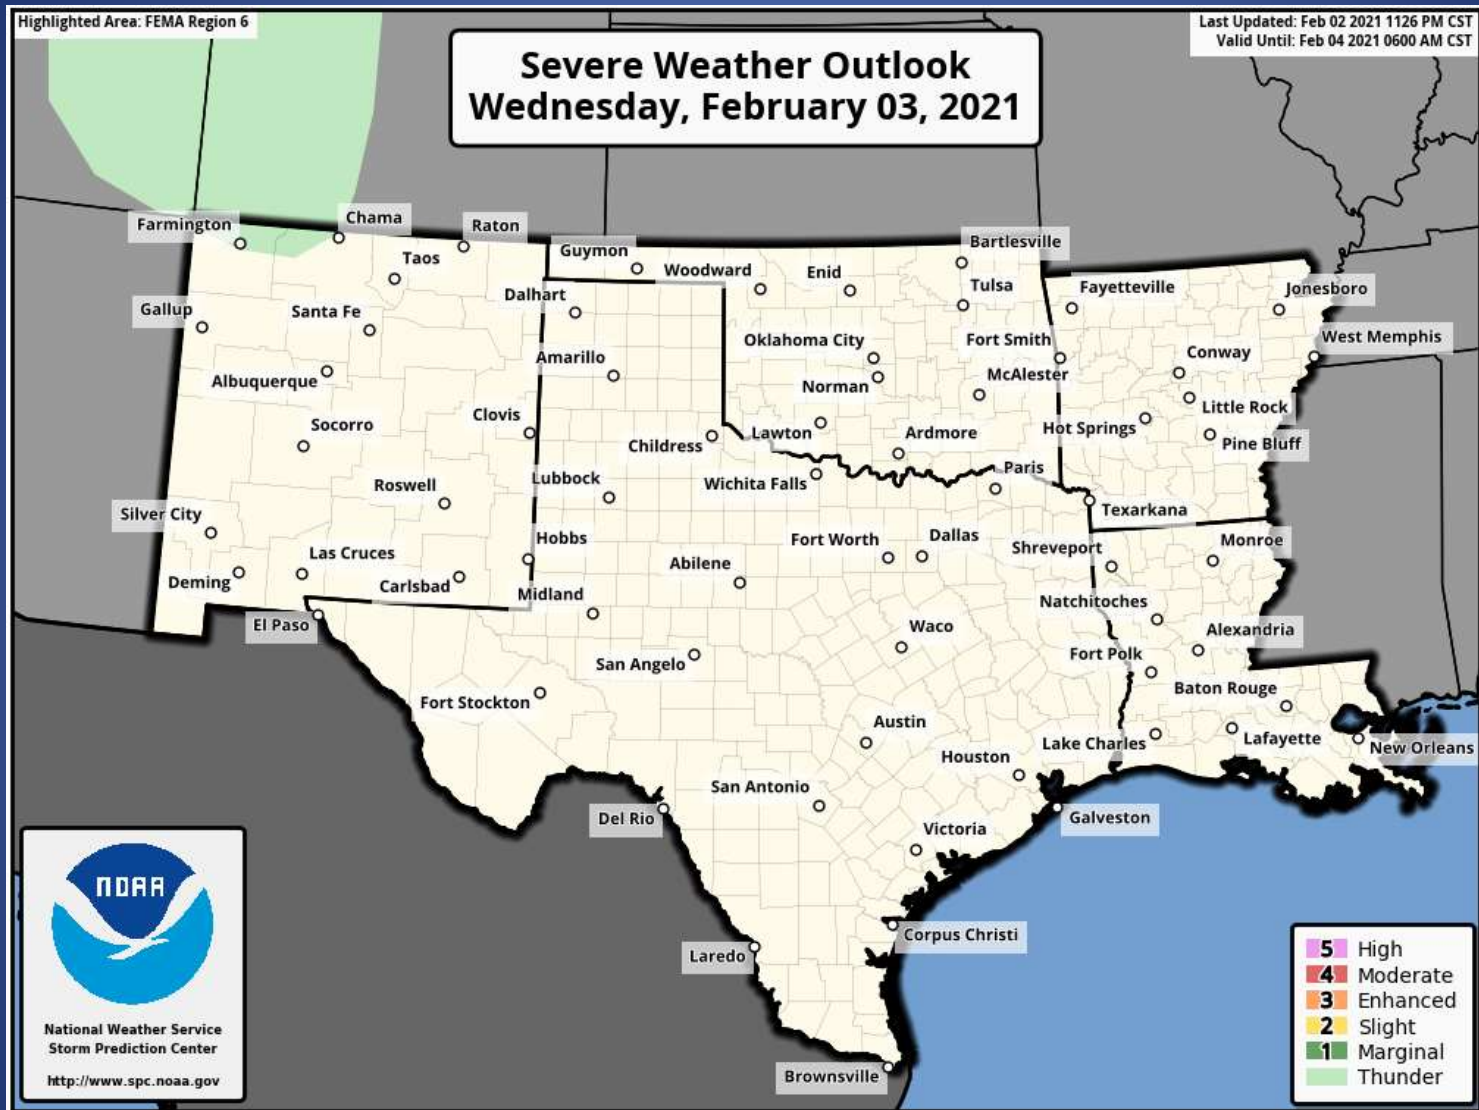 Highlighted Area: FEMA Region 6
Last Updated: Feb 02 2021 1126 PM CST
Valid Until: Feb 04 2021 0600 AM CST
Severe Weather Outlook
Wednesday, February 03, 2021
Farmington
Chama
Raton
Taos
Guymon
Woodward
Enid
Bartlesville
Tulsa
Fayetteville
Jonesboro
Gallup
Santa Fe
Dalhart
Oklahoma City
Fort Smith
West Memphis
Conway
Amarillo
Albuquerque
Norman
McAlester
Little Rock
Socorro
Clovis
Childress
Lawton
Ardmore
Hot Springs
Pine Bluff
Roswell
Lubbock
Wichita Falls
Paris
Texarkana
Silver City
Las Cruces
Hobbs
Fort Worth
Dallas
Shreveport
Monroe
Deming
Carlsbad
Midland
Abilene
Natchitoches
El Paso
Waco
Alexandria
San Angelo
Fort Polk
Fort Stockton
Baton Rouge
Austin
Lake Charles
Lafayette
New Orleans
Houston
San Antonio
Del Rio
Galveston
Victoria
Corpus Christi
Laredo
Brownsville
NOAA
National Weather Service
Storm Prediction Center
http://www.spc.noaa.gov
5 High
4 Moderate
3 Enhanced
2 Slight
1 Marginal
Thunder